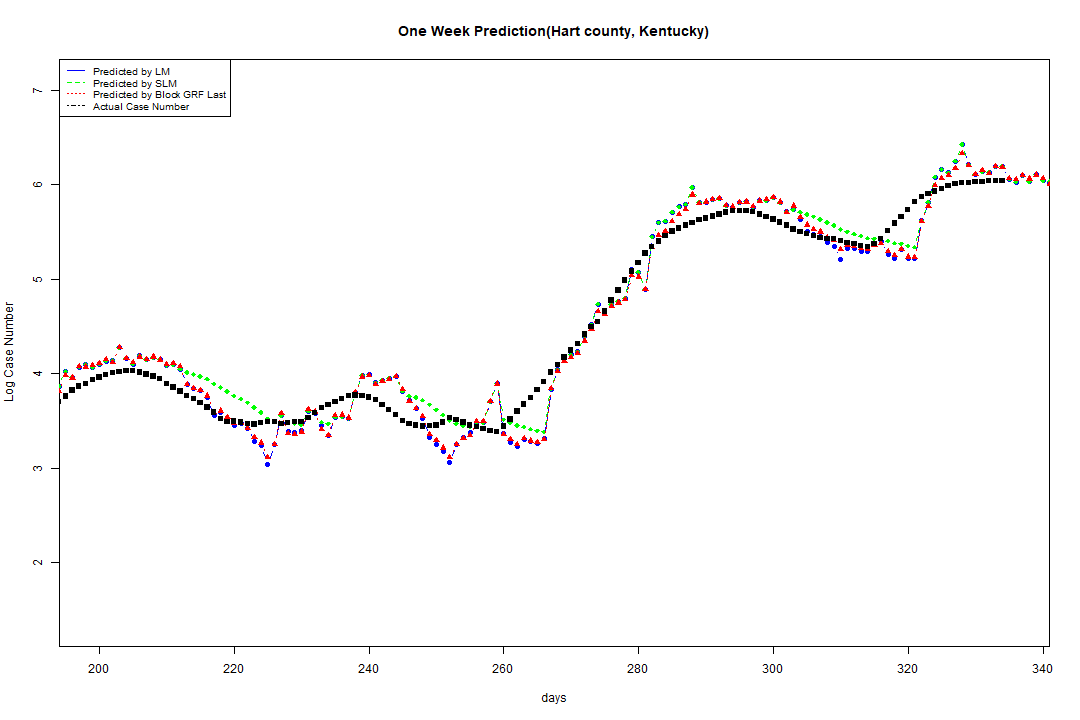 One Week Prediction(Hart county, Kentucky)
Predicted by LM
Predicted by SLM
Predicted by Block GRF Last
Actual Case Number
7
6
5
4
3
2
Log Case Number
200 220 240 260 280 300 320 340
days